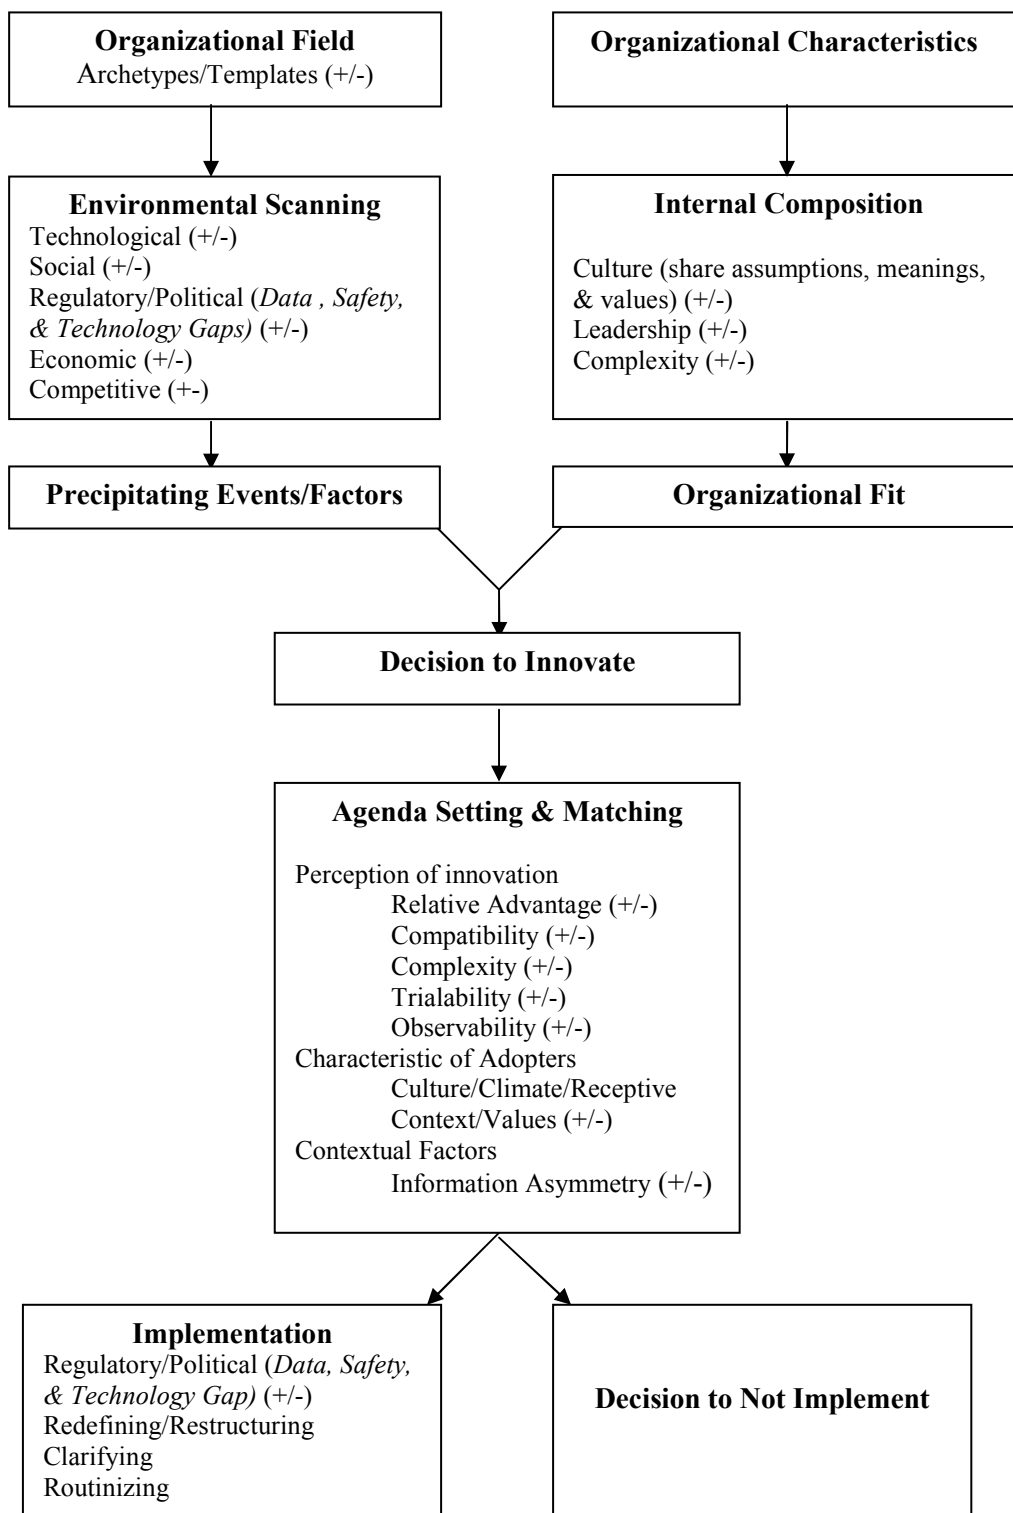 Organizational Field
Archetypes/Templates (+/-)
Organizational Characteristics
Environmental Scanning
Technological (+/-)
Social (+/-)
Regulatory/Political (Data , Safety,
& Technology Gaps) (+/-)
Economic (+/-)
Competitive (+-)
Internal Composition
Culture (share assumptions, meanings,
& values) (+/-)
Leadership (+/-)
Complexity (+/-)
Precipitating Events/Factors
Organizational Fit
Decision to Innovate
Agenda Setting & Matching
Perception of innovation
Relative Advantage (+/-)
Compatibility (+/-)
Complexity (+/-)
Trialability (+/-)
Observability (+/-)
Characteristic of Adopters
Culture/Climate/Receptive
Context/Values (+/-)
Contextual Factors
Information Asymmetry (+/-)
Implementation
Regulatory/Political (Data, Safety,
& Technology Gap) (+/-)
Redefining/Restructuring
Clarifying
Routinizing
Decision to Not Implement